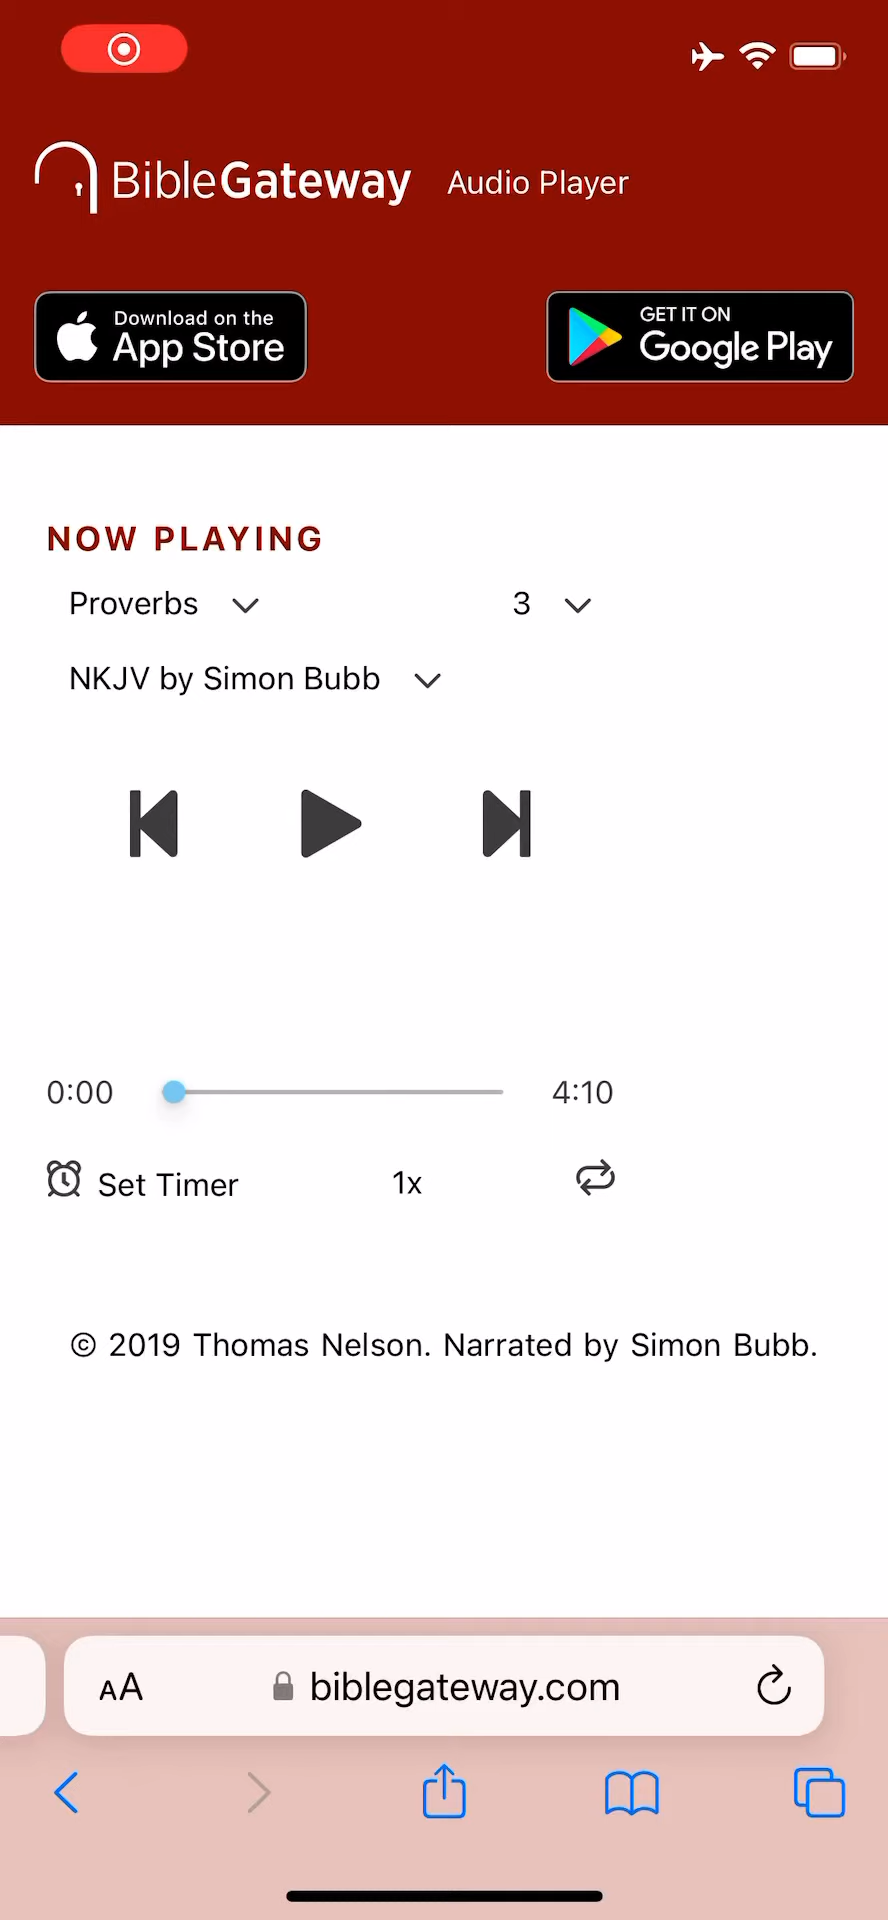 BibleGateway Audio Player
Download on the
App Store
GET IT ON
Google Play
NOW PLAYING
Proverbs 3
NKJV by Simon Bubb
0:00 4:10
Set Timer 1x
© 2019 Thomas Nelson. Narrated by Simon Bubb.
AA biblegateway.com